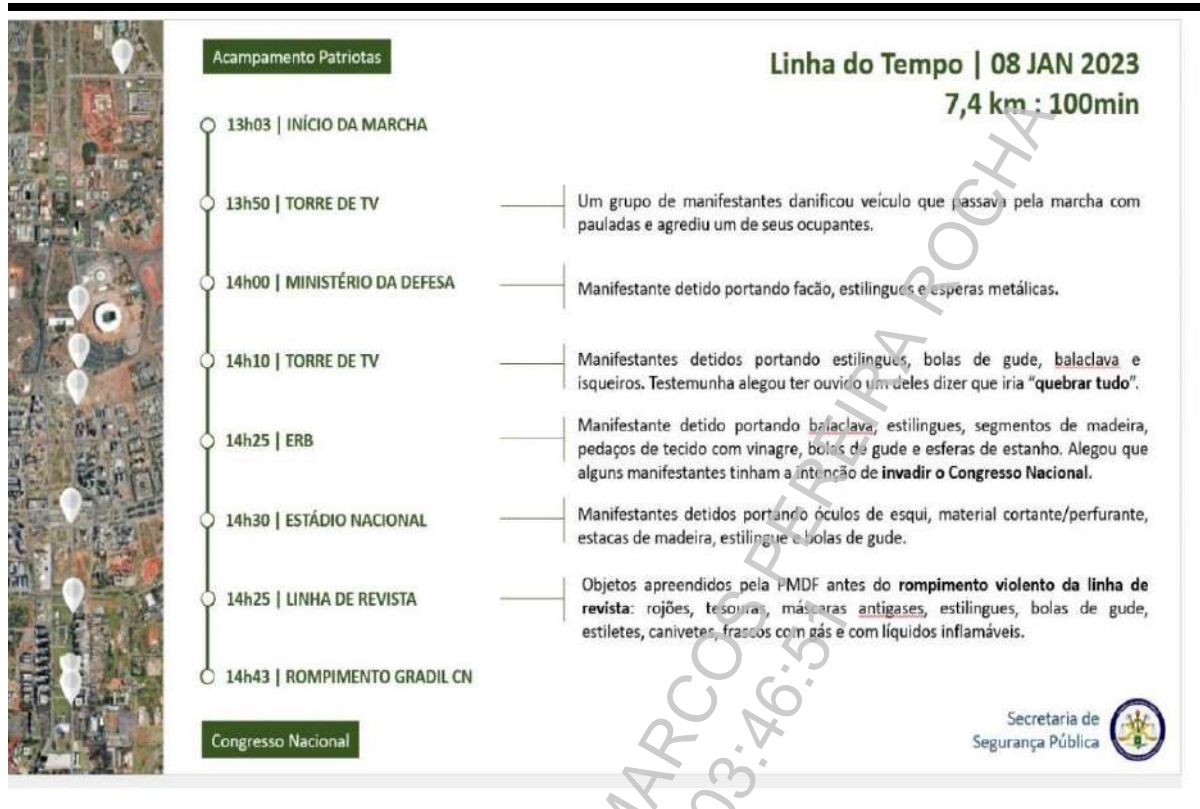 Acampamento Patriotas
Linha do Tempo | 08 JAN 2023
7,4 km : 100min
13h03 | INÍCIO DA MARCHA
13h50 | TORRE DE TV
Um grupo de manifestantes danificou veículo que passava pela marcha com
pauladas e agrediu um de seus ocupantes.
14h00 | MINISTÉRIO DA DEFESA
Manifestante detido portando facão, estilingues e esperas metálicas.
14h10 | TORRE DE TV
Manifestantes detidos portando estilingues, bolas de gude, balaclava e
isqueiros. Testemunha alegou ter ouvido um deles dizer que iria “quebrar tudo”.
14h25 | ERB
Manifestante detido portando balaclava, estilingues, segmentos de madeira,
pedaços de tecido com vinagre, bolas de gude e esferas de estanho. Alegou que
alguns manifestantes tinham a intenção de invadir o Congresso Nacional.
14h30 | ESTÁDIO NACIONAL
Manifestantes detidos portando óculos de esqui, material cortante/perfurante,
estacas de madeira, estilingue e bolas de gude.
14h25 | LINHA DE REVISTA
Objetos apreendidos pela PMDF antes do rompimento violento da linha de
revista: rojões, tesouras, máscaras antigases, estilingues, bolas de gude,
estiletes, canivetes, frascos com gás e com líquidos inflamáveis.
14h43 | ROMPIMENTO GRADIL CN
Congresso Nacional
Secretaria de
Segurança Pública
MARCOS PEREIRA ROCHA
03:46:51